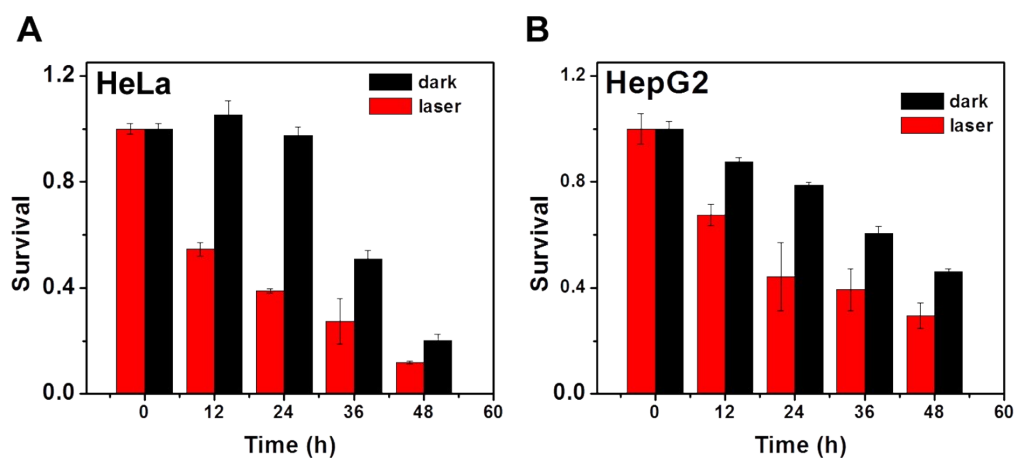 A
HeLa
dark
laser
1.2
0.8
0.4
0.0
Survival
0 12 24 36 48 60
Time (h)
B
HepG2
dark
laser
1.2
0.8
0.4
0.0
Survival
0 12 24 36 48 60
Time (h)